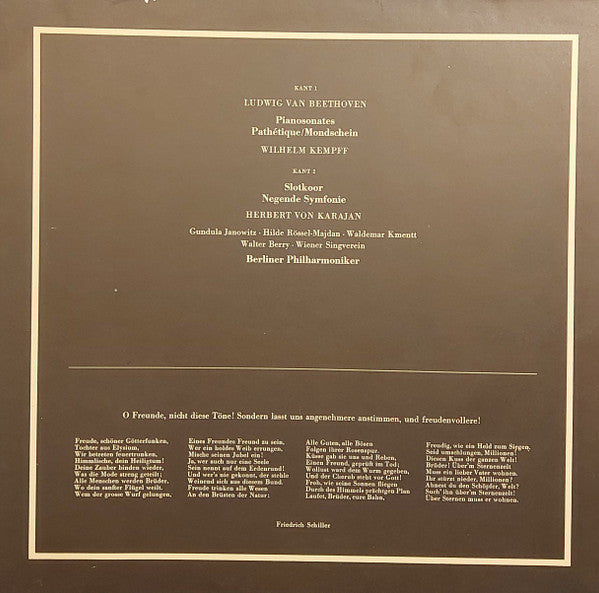 KANT 1
LUDWIG VAN BEETHOVEN
Pianosonates
Pathétique/Mondschein
WILHELM KEMPFF
KANT 2
Slotkoor
Negende Symfonie
HERBERT VON KARAJAN
Gundula Janowitz · Hilde Rössel-Majdan · Waldemar Kmentt
Walter Berry · Wiener Singverein
Berliner Philharmoniker
O Freunde, nicht diese Töne! Sondern lasst uns angenehmere anstimmen, und freudenvollere!
Freude, schöner Götterfunken,
Tochter aus Elysium,
Wir betreten feuertrunken,
Himmlische, dein Heiligtum!
Deine Zauber binden wieder,
Was die Mode streng geteilt;
Alle Menschen werden Brüder,
Wo dein sanfter Flügel weilt.
Wem der grosse Wurf gelungen,
Eines Freundes Freund zu sein,
Wer ein holdes Weib errungen,
Mische seinen Jubel ein!
Ja, wer auch nur eine Seele
Sein nennt auf dem Erdenrund!
Und wer's nie gekonnt, der stehle
Weinend sich aus diesem Bund.
Freude trinken alle Wesen
An den Brüsten der Natur:
Alle Guten, alle Bösen
Folgen ihrer Rosenspur.
Küsse gab sie uns und Reben,
Einen Freund, geprüft im Tod;
Wollust ward dem Wurm gegeben,
Und der Cherub steht vor Gott!
Froh, wie seine Sonnen fliegen
Durch des Himmels prächtigen Plan
Laufet, Brüder, eure Bahn,
Freudig, wie ein Held zum Siegen.
Seid umschlungen, Millionen!
Diesen Kuss der ganzen Welt!
Brüder! Über'm Sternenzelt
Muss ein lieber Vater wohnen.
Ihr stürzt nieder, Millionen?
Ahnest du den Schöpfer, Welt?
Such' ihn über'm Sternenzelt!
Über Sternen muss er wohnen.
Friedrich Schiller